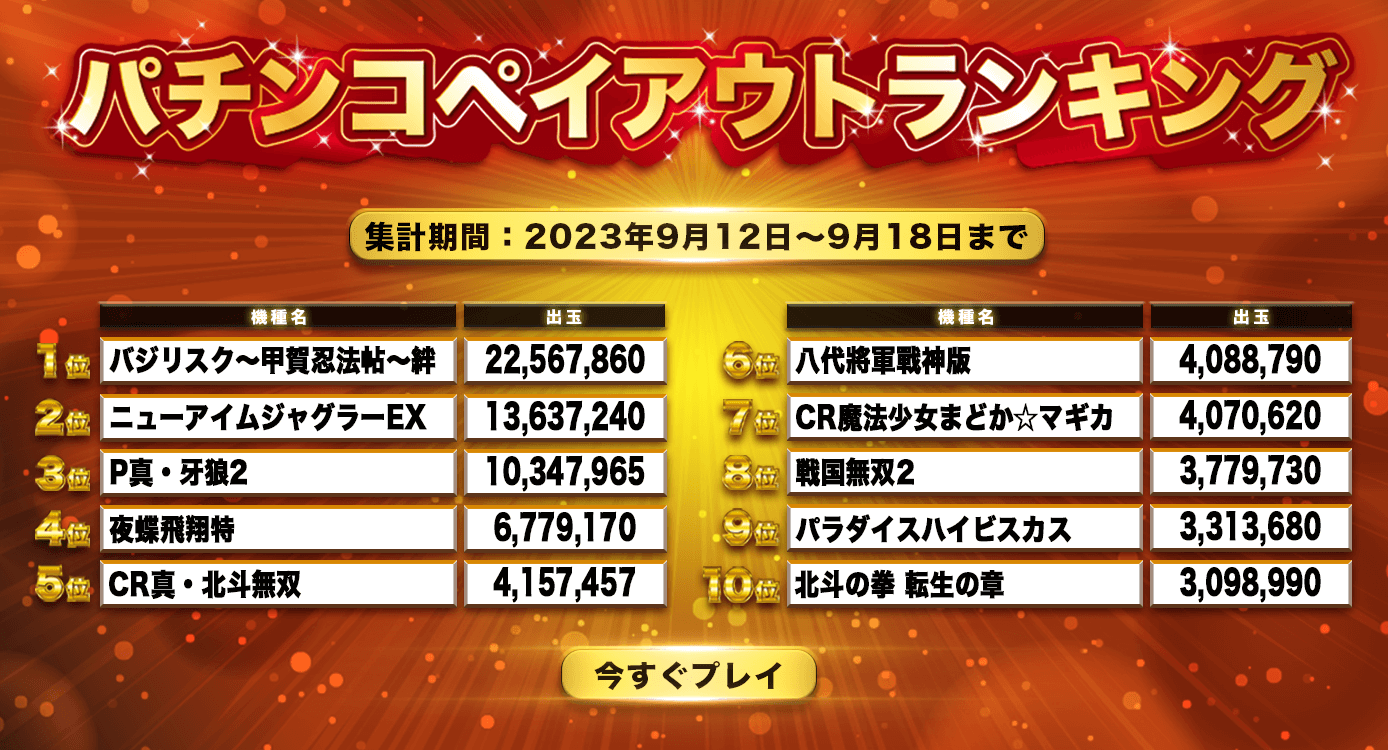 パチンコペイアウトランキング
集計期間：2023年9月12日〜9月18日まで
機種名 出玉
1位 バジリスク〜甲賀忍法帖〜絆 22,567,860
2位 ニューアイムジャグラーEX 13,637,240
3位 P真・牙狼2 10,347,965
4位 夜蝶飛翔特 6,779,170
5位 CR真・北斗無双 4,157,457
機種名 出玉
6位 八代將軍戰神版 4,088,790
7位 CR魔法少女まどか☆マギカ 4,070,620
8位 戦国無双2 3,779,730
9位 パラダイスハイビスカス 3,313,680
10位 北斗の拳 転生の章 3,098,990
今すぐプレイ